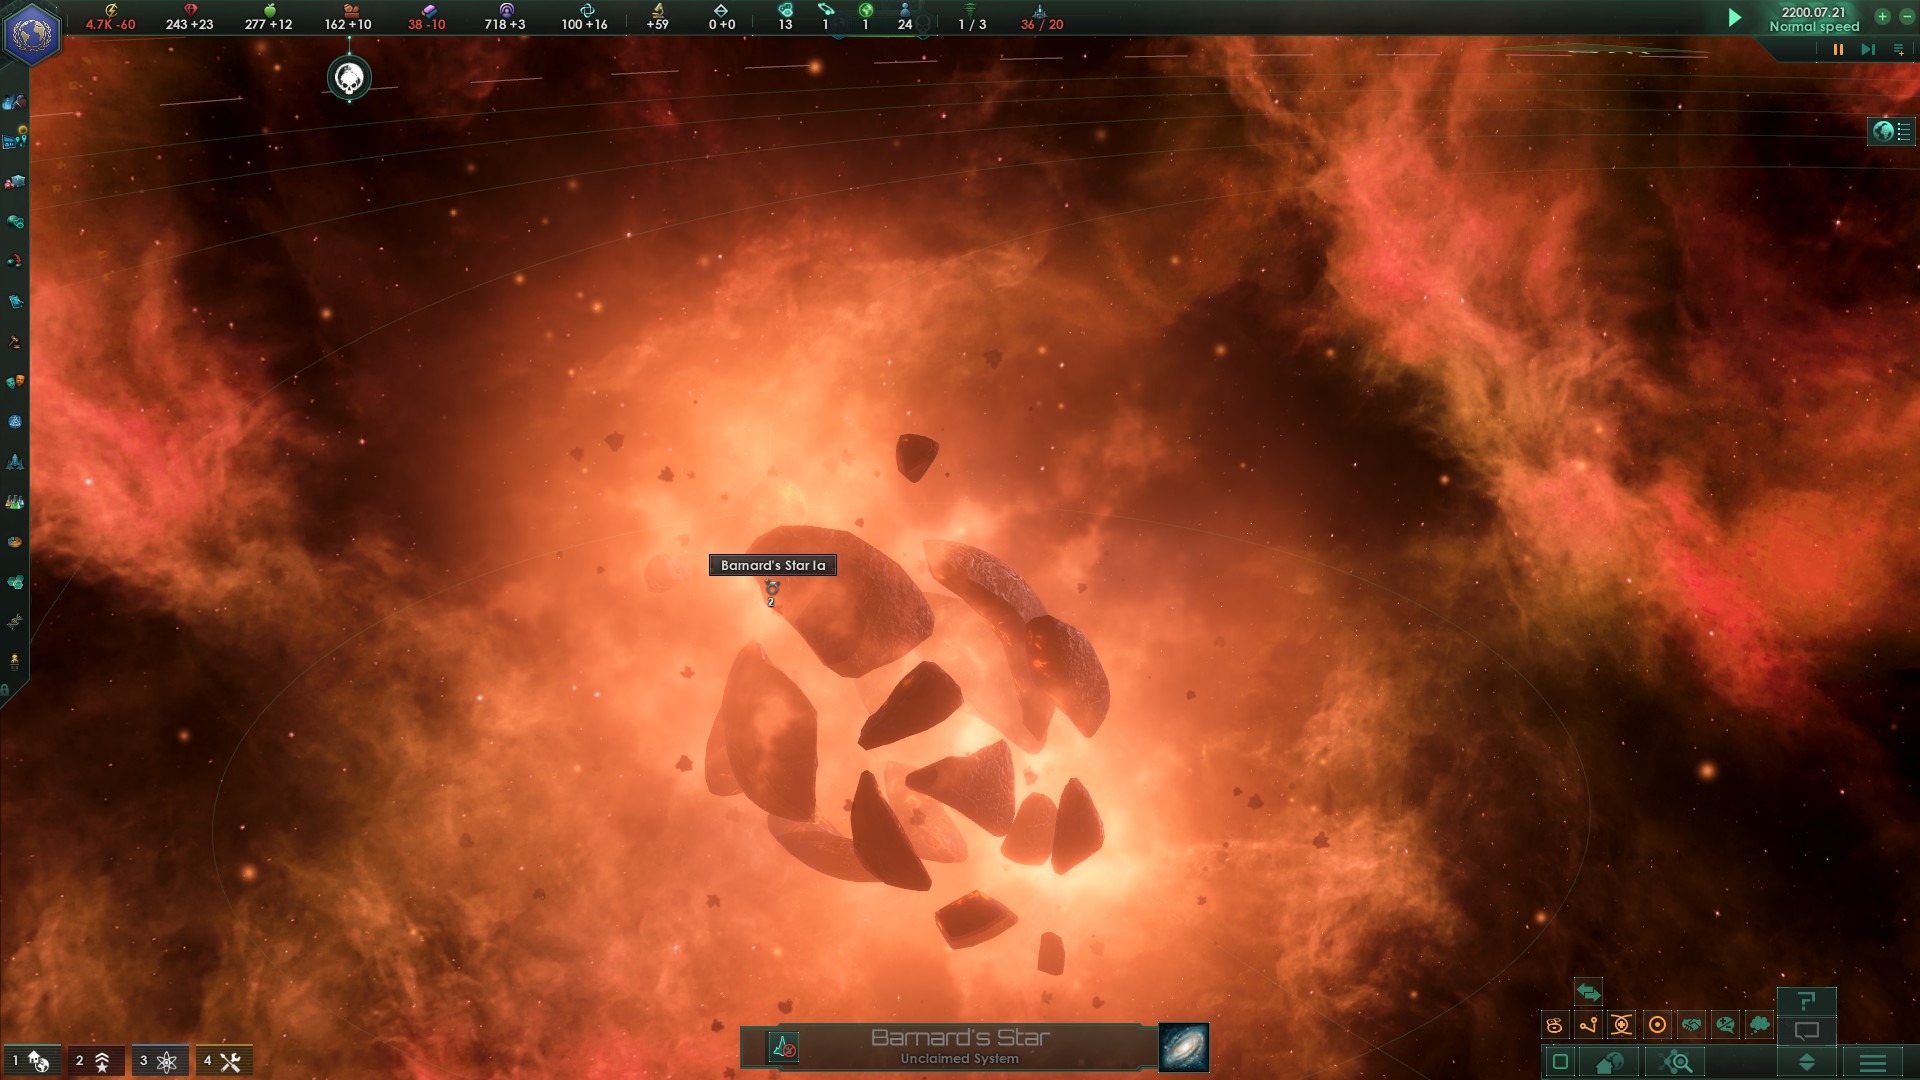 4.7K -60 243 +23 277 +12 162 +10 38 -10 718 +3 100 +16 +59 0 +0 13 1 1 24 1 / 3 36 / 20
2200.07.21
Normal speed
Barnard's Star Ia
2
Barnard's Star
Unclaimed System
1 2 3 4